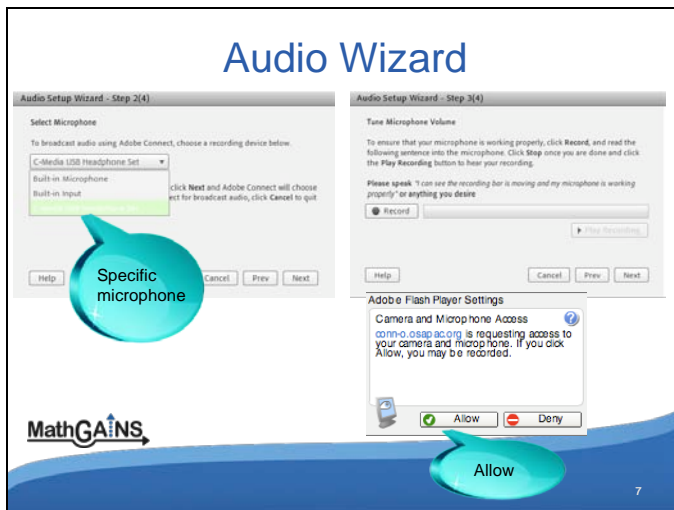 Audio Wizard
Audio Setup Wizard - Step 2(4)
Select Microphone
To broadcast audio using Adobe Connect, choose a recording device below.
C-Media USB Headphone Set
Built-in Microphone
Built-in Input
click Next and Adobe Connect will choose
ect for broadcast audio, click Cancel to quit
Help
Cancel
Prev
Next
Specific
microphone
Audio Setup Wizard - Step 3(4)
Tune Microphone Volume
To ensure that your microphone is working properly, click Record, and read the
following sentence into the microphone. Click Stop once you are done and click
the Play Recording button to hear your recording.
Please speak "I can see the recording bar is moving and my microphone is working
properly" or anything you desire
Record
Play Recording
Help
Cancel
Prev
Next
Adobe Flash Player Settings
Camera and Microphone Access
conn-o.osapac.org is requesting access to
your camera and microphone. If you click
Allow, you may be recorded.
Allow
Deny
Allow
MathGAINS
7